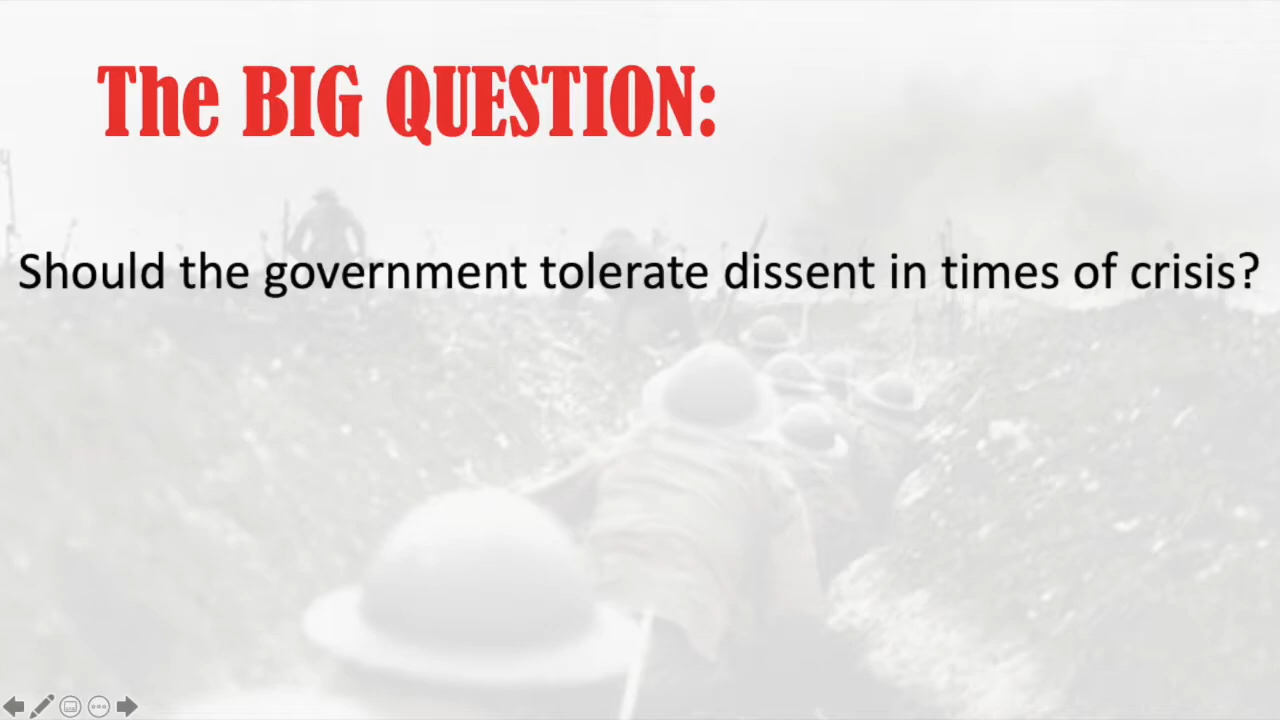 The BIG QUESTION:
Should the government tolerate dissent in times of crisis?